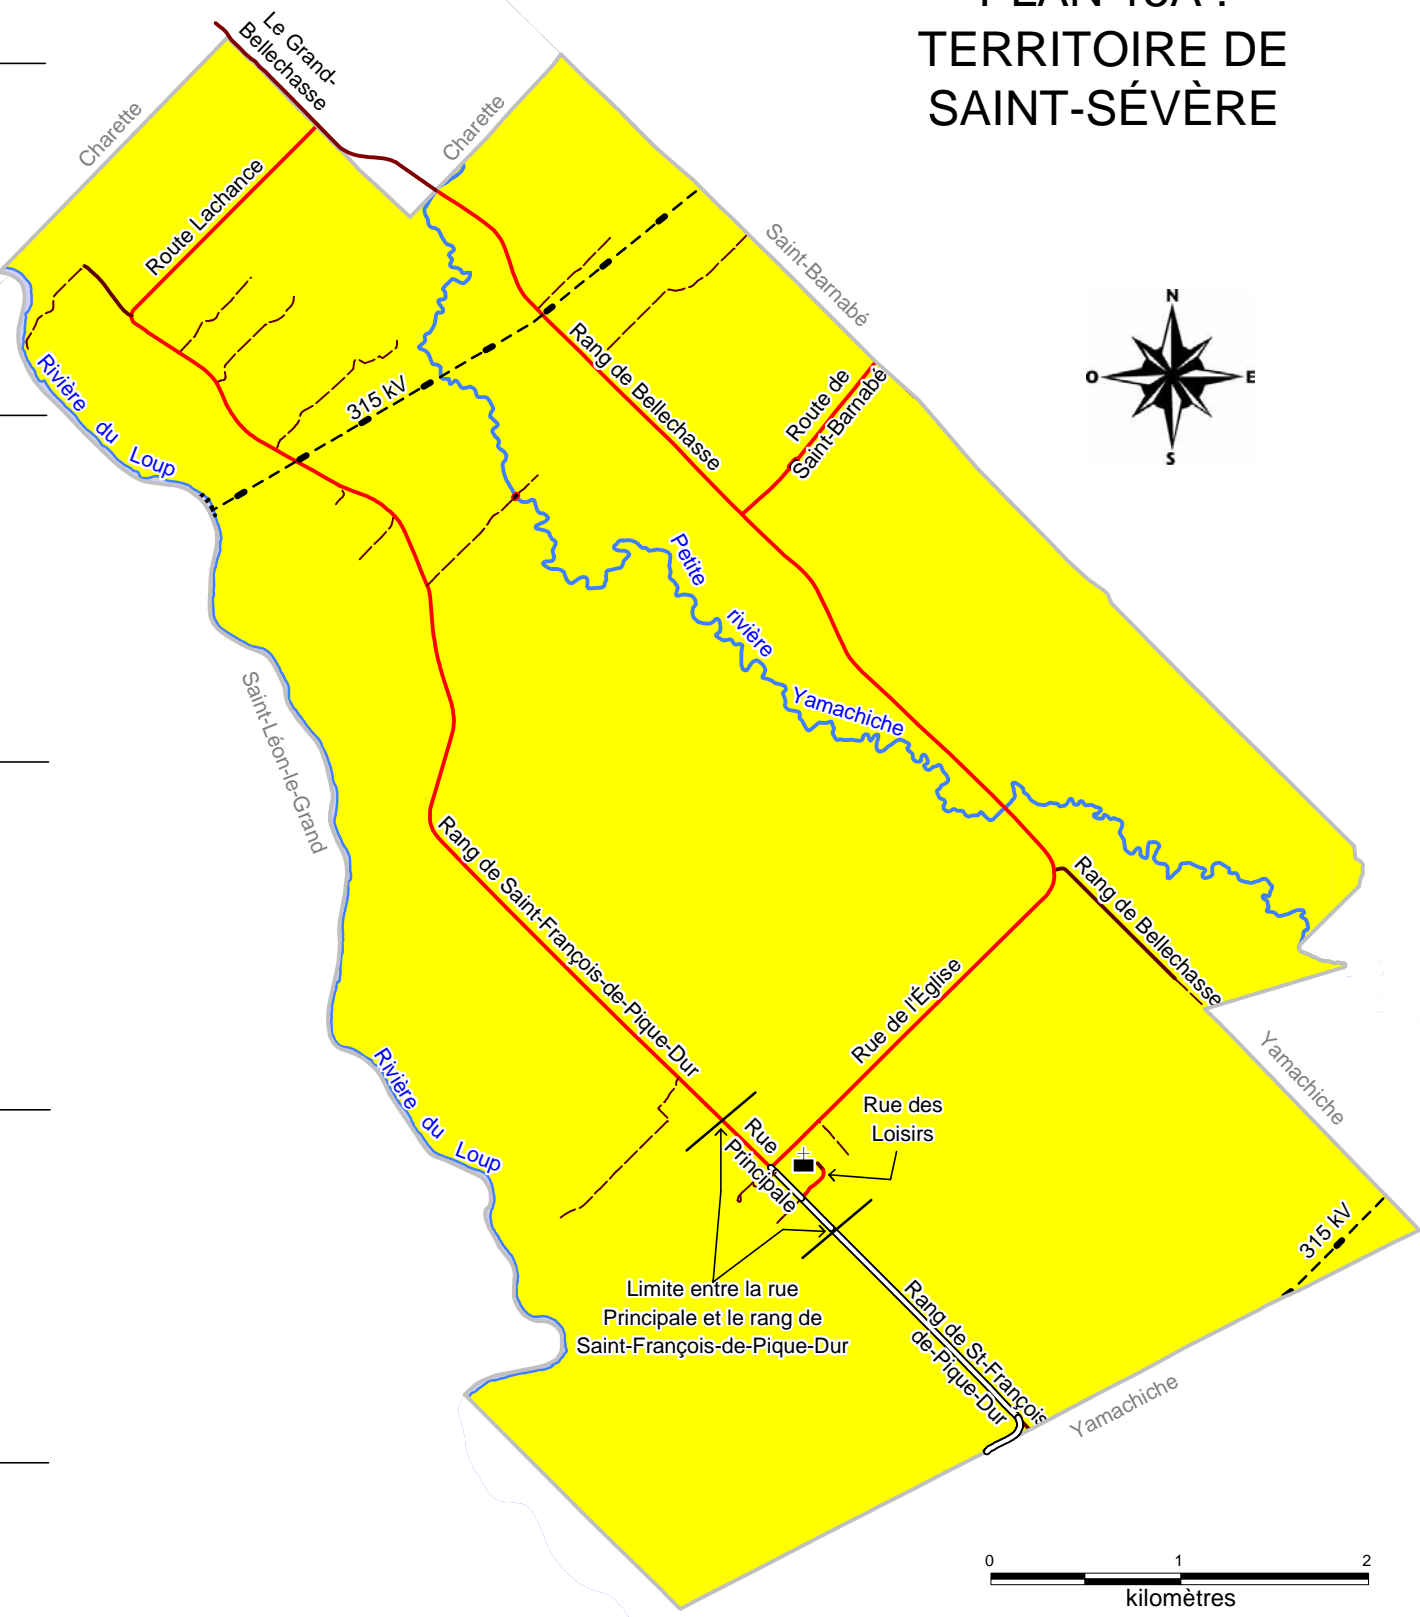 TERRITOIRE DE
SAINT-SÉVÈRE
Le Grand-
Bellechasse
Charette
Charette
Route Lachance
Saint-Barnabé
N
O
E
S
Rivière du Loup
315 kV
Rang de Bellechasse
Route de
Saint-Barnabé
Petite rivière Yamachiche
Saint-Léon-le-Grand
Rang de Saint-François-de-Pique-Dur
Rang de Bellechasse
Rue de l'Église
Yamachiche
Rivière du Loup
Rue des
Loisirs
Rue
Principale
315 kV
Limite entre la rue
Principale et le rang de
Saint-François-de-Pique-Dur
Rang de St-François
de-Pique-Dur
Yamachiche
0 1 2
kilomètres